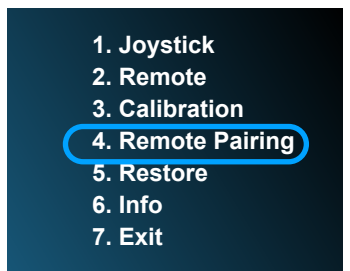 1. Joystick
2. Remote
3. Calibration
4. Remote Pairing
5. Restore
6. Info
7. Exit